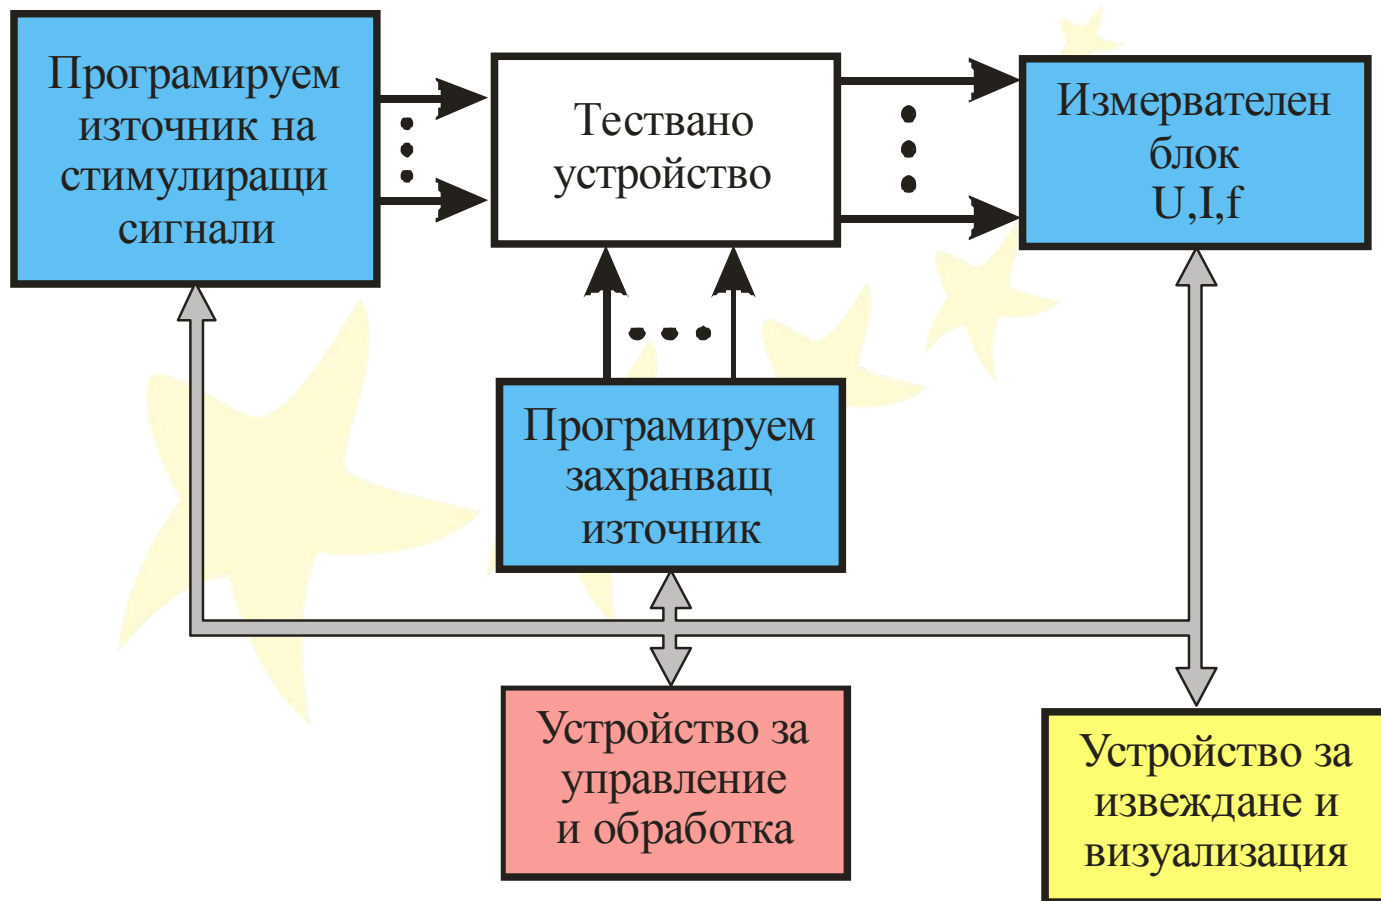 Програмируем
източник на
стимулиращи
сигнали
Тествано
устройство
Измервателен
блок
U,I,f
Програмируем
захранващ
източник
Устройство за
управление
и обработка
Устройство за
извеждане и
визуализация